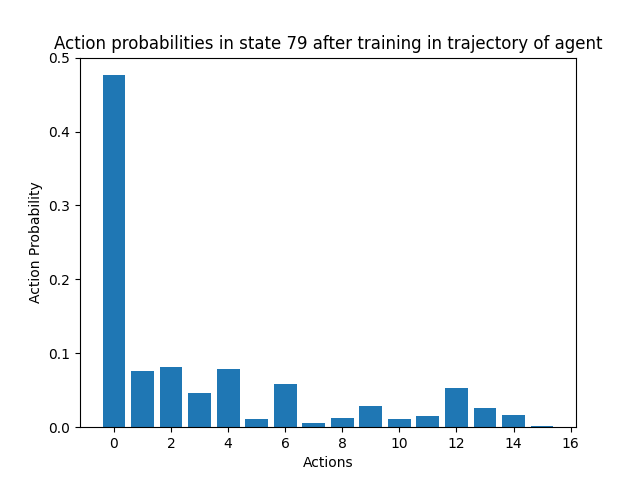 Action probabilities in state 79 after training in trajectory of agent
0.5
0.4
0.3
0.2
0.1
0.0
Action Probability
0 2 4 6 8 10 12 14 16
Actions